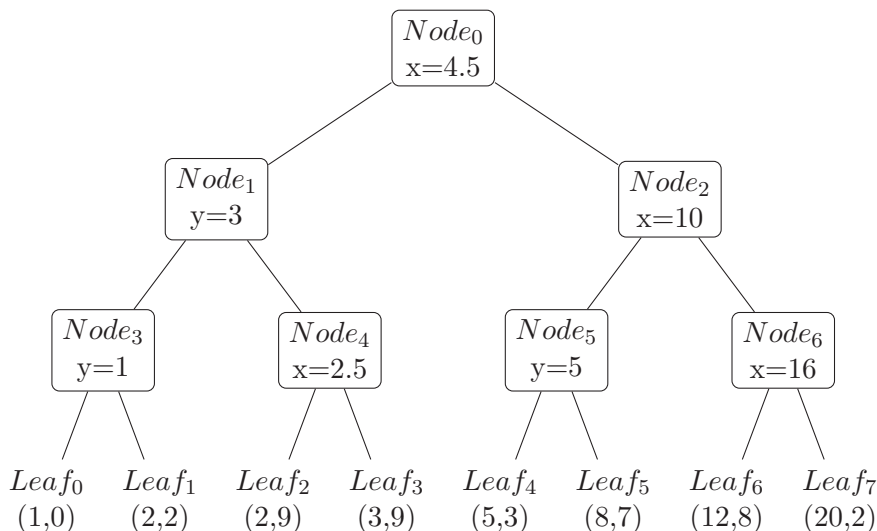 Node₀
x=4.5
Node₁
y=3
Node₂
x=10
Node₃
y=1
Node₄
x=2.5
Node₅
y=5
Node₆
x=16
Leaf₀ Leaf₁ Leaf₂ Leaf₃ Leaf₄ Leaf₅ Leaf₆ Leaf₇
(1,0) (2,2) (2,9) (3,9) (5,3) (8,7) (12,8) (20,2)